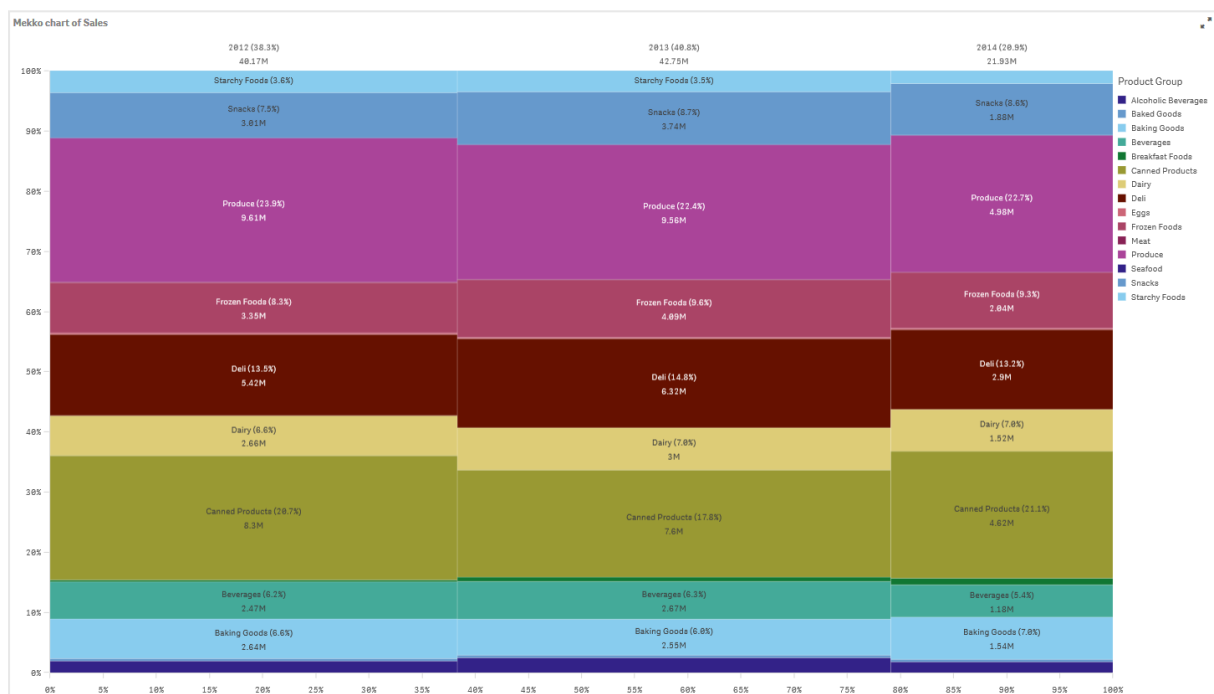 Mekko chart of Sales
2012 (38.3%)
40.17M
2013 (40.8%)
42.75M
2014 (20.9%)
21.93M
100%
90%
80%
70%
60%
50%
40%
30%
20%
10%
0%
Starchy Foods (3.6%)
Snacks (7.5%)
3.01M
Produce (23.9%)
9.61M
Frozen Foods (8.3%)
3.35M
Deli (13.5%)
5.42M
Dairy (6.6%)
2.66M
Canned Products (20.7%)
8.3M
Beverages (6.2%)
2.47M
Baking Goods (6.6%)
2.64M
Starchy Foods (3.5%)
Snacks (8.7%)
3.74M
Produce (22.4%)
9.56M
Frozen Foods (9.6%)
4.09M
Deli (14.8%)
6.32M
Dairy (7.0%)
3M
Canned Products (17.8%)
7.6M
Beverages (6.3%)
2.67M
Baking Goods (6.0%)
2.55M
Snacks (8.6%)
1.88M
Produce (22.7%)
4.98M
Frozen Foods (9.3%)
2.04M
Deli (13.2%)
2.9M
Dairy (7.0%)
1.52M
Canned Products (21.1%)
4.62M
Beverages (5.4%)
1.18M
Baking Goods (7.0%)
1.54M
0% 5% 10% 15% 20% 25% 30% 35% 40% 45% 50% 55% 60% 65% 70% 75% 80% 85% 90% 95% 100%
Product Group
Alcoholic Beverages
Baked Goods
Baking Goods
Beverages
Breakfast Foods
Canned Products
Dairy
Deli
Eggs
Frozen Foods
Meat
Produce
Seafood
Snacks
Starchy Foods